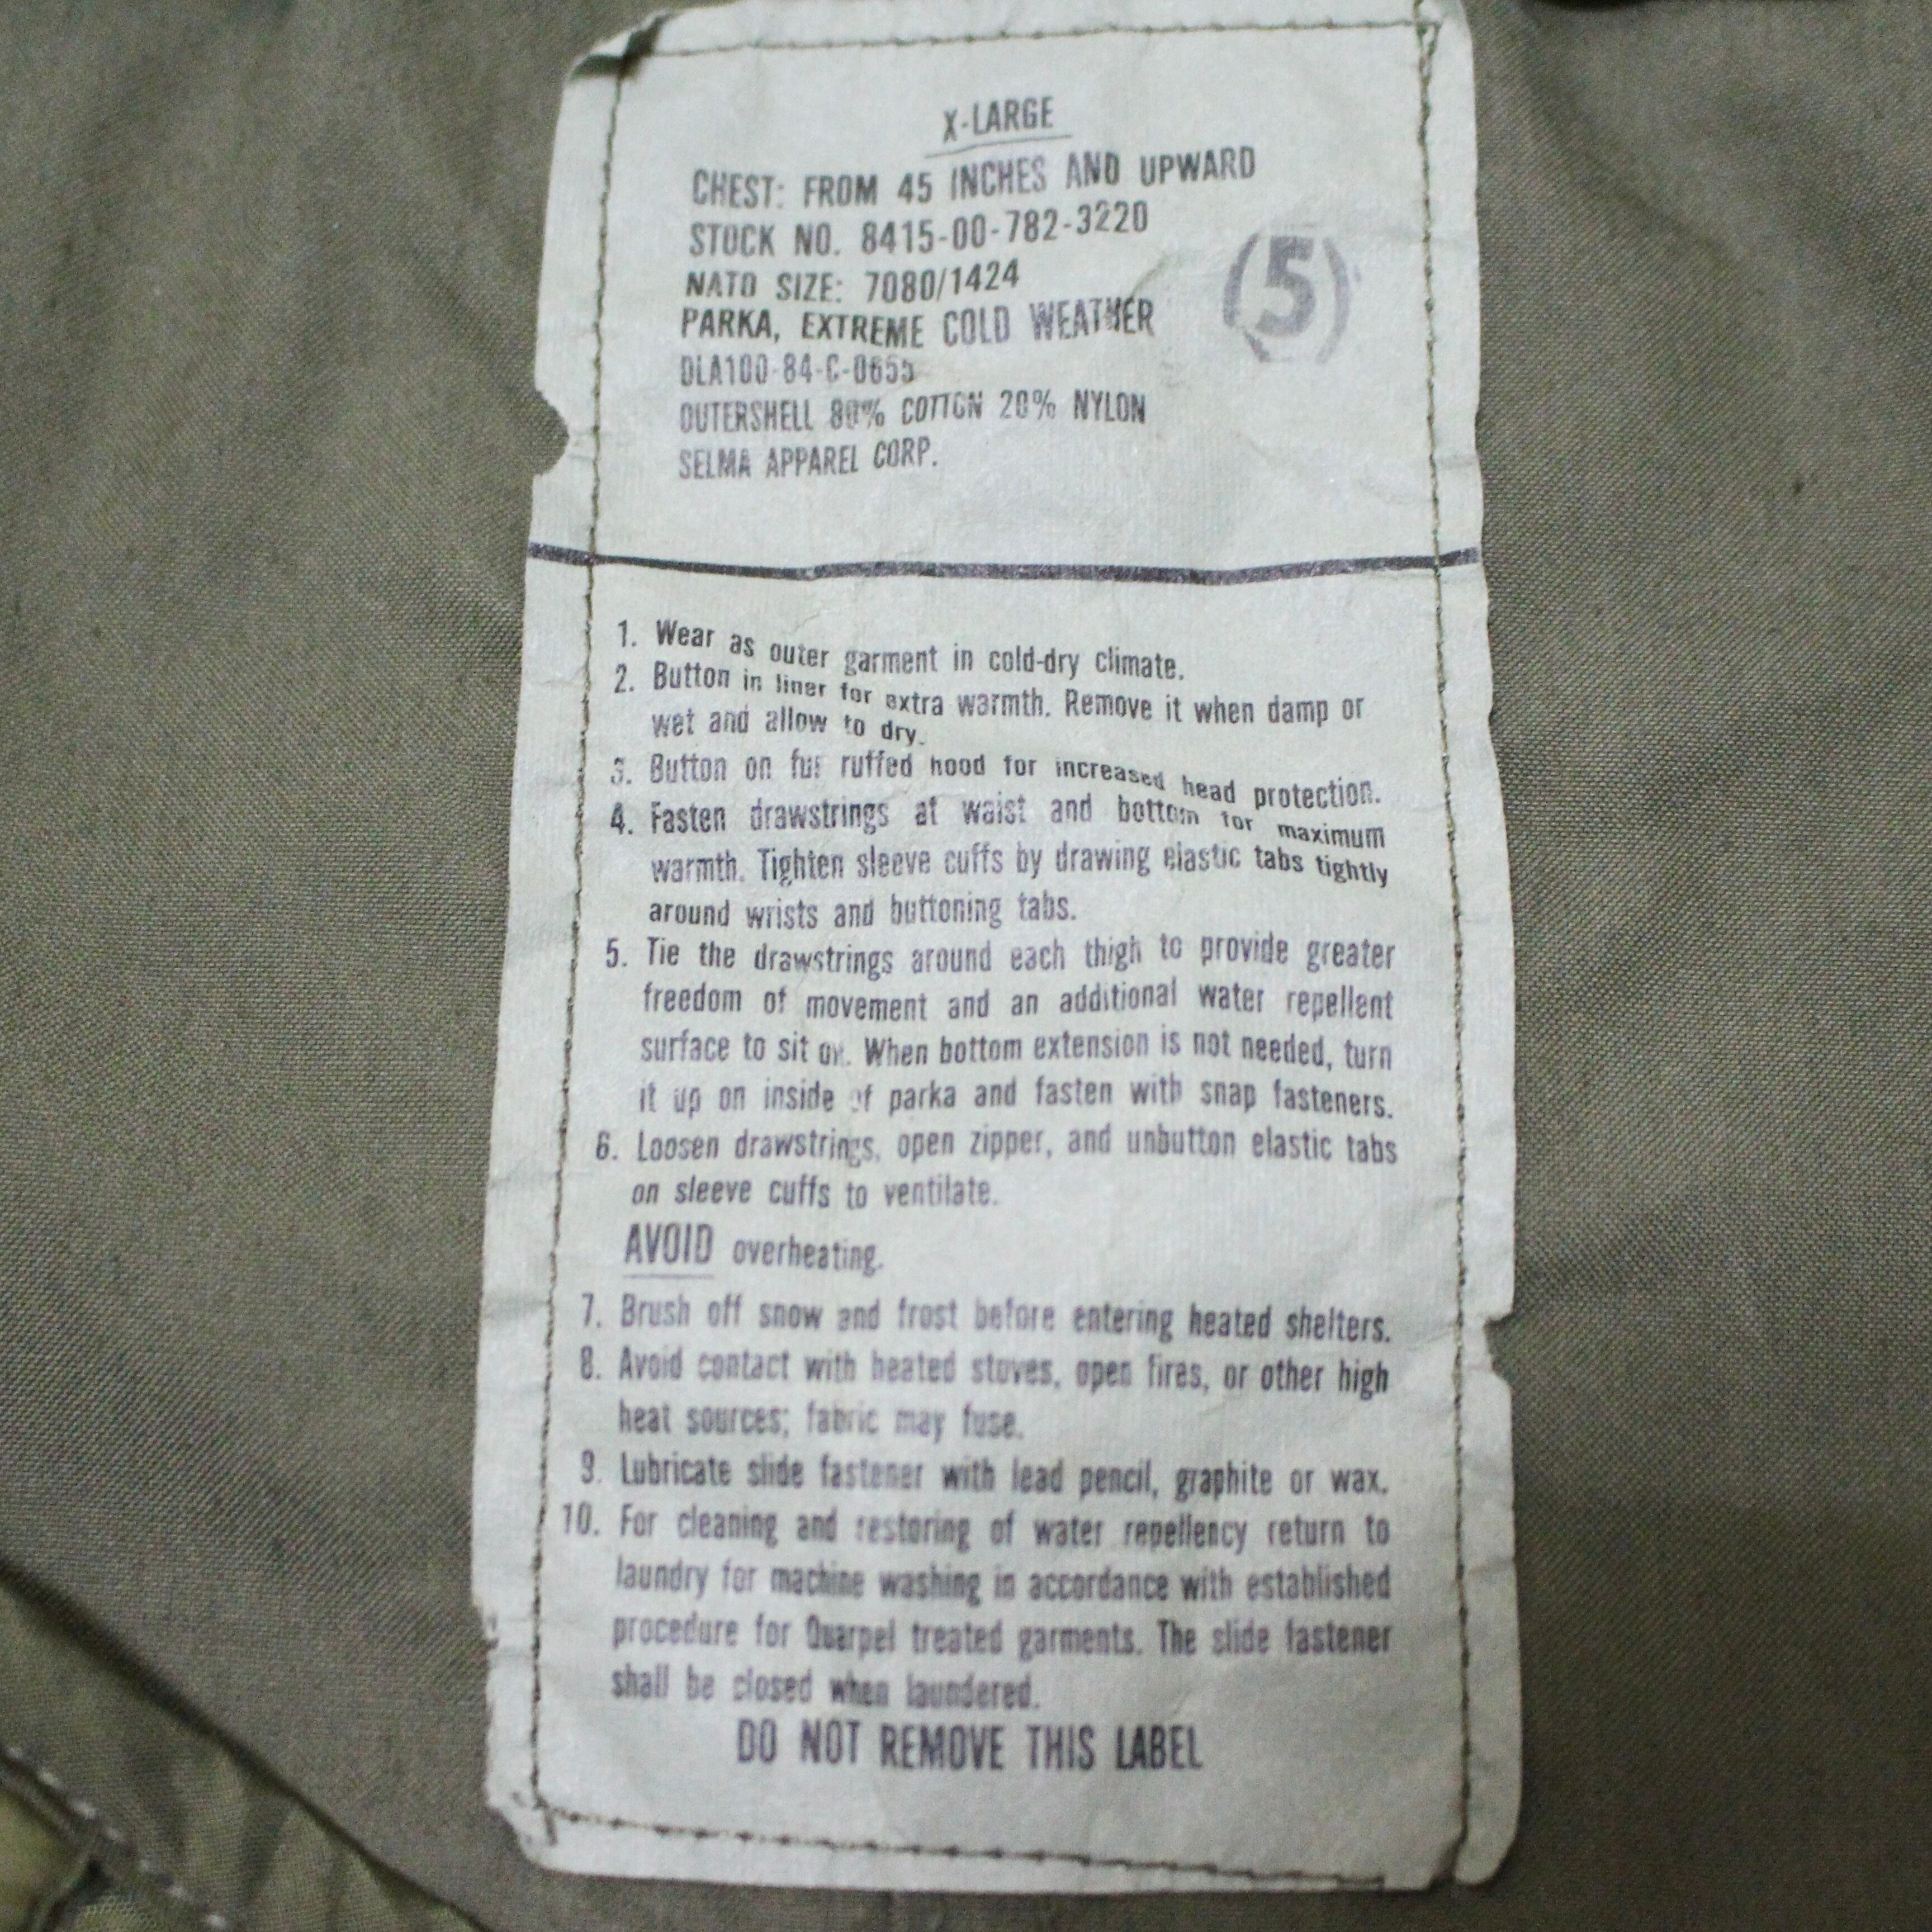 X-LARGE
CHEST: FROM 45 INCHES AND UPWARD
STOCK NO. 8415-00-782-3220
NATO SIZE: 7080/1424
(5)
PARKA, EXTREME COLD WEATHER
DLA100-84-C-0655
OUTERSHELL 80% COTTON 20% NYLON
SELMA APPAREL CORP.
1. Wear as outer garment in cold-dry climate.
2. Button in liner for extra warmth. Remove it when damp or
wet and allow to dry.
3. Button on fur ruffed hood for increased head protection.
4. Fasten drawstrings at waist and bottom for maximum
warmth. Tighten sleeve cuffs by drawing elastic tabs tightly
around wrists and buttoning tabs.
5. Tie the drawstrings around each thigh to provide greater
freedom of movement and an additional water repellent
surface to sit on. When bottom extension is not needed, turn
it up on inside of parka and fasten with snap fasteners.
6. Loosen drawstrings, open zipper, and unbutton elastic tabs
on sleeve cuffs to ventilate.
AVOID overheating.
7. Brush off snow and frost before entering heated shelters.
8. Avoid contact with heated stoves, open fires, or other high
heat sources; fabric may fuse.
9. Lubricate slide fastener with lead pencil, graphite or wax.
10. For cleaning and restoring of water repellency return to
laundry for machine washing in accordance with established
procedure for Quarpel treated garments. The slide fastener
shall be closed when laundered.
DO NOT REMOVE THIS LABEL